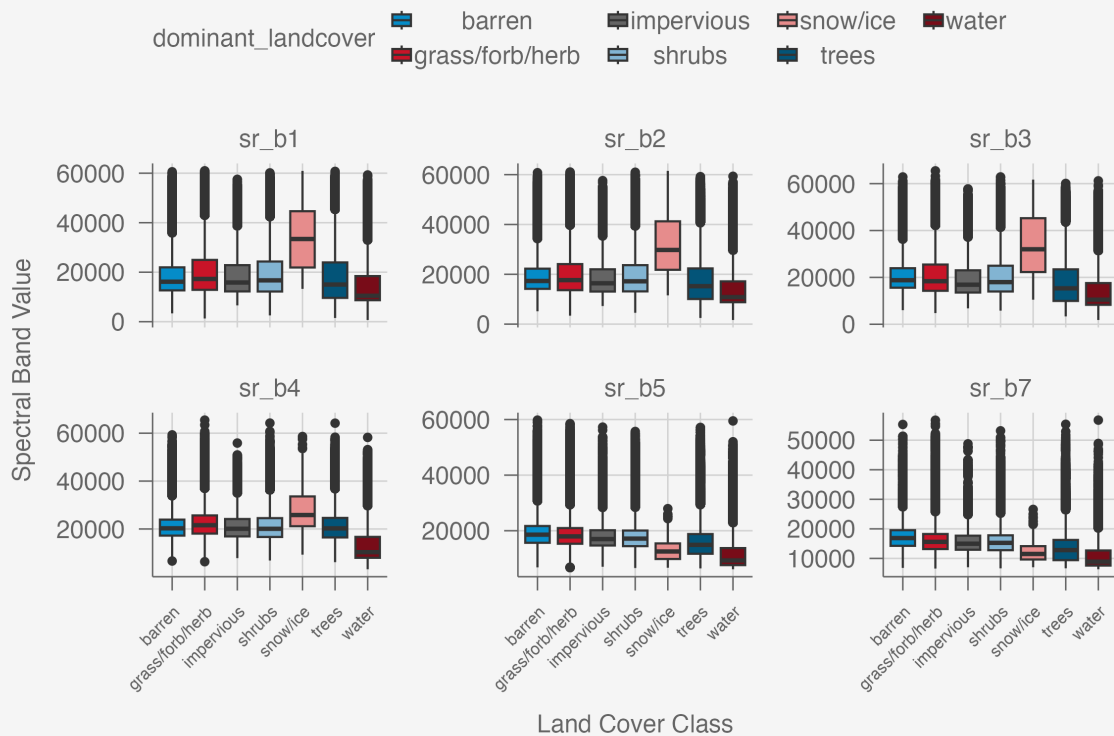 dominant_landcover
barren impervious snow/ice water
grass/forb/herb shrubs trees
sr_b1 sr_b2 sr_b3
60000 60000 60000
40000 40000 40000
20000 20000 20000
0 0 0
Spectral Band Value
sr_b4 sr_b5 sr_b7
60000 60000 50000
40000 40000 40000
20000 20000 30000
20000
10000
barren grass/forb/herb impervious shrubs snow/ice trees water
barren grass/forb/herb impervious shrubs snow/ice trees water
barren grass/forb/herb impervious shrubs snow/ice trees water
Land Cover Class